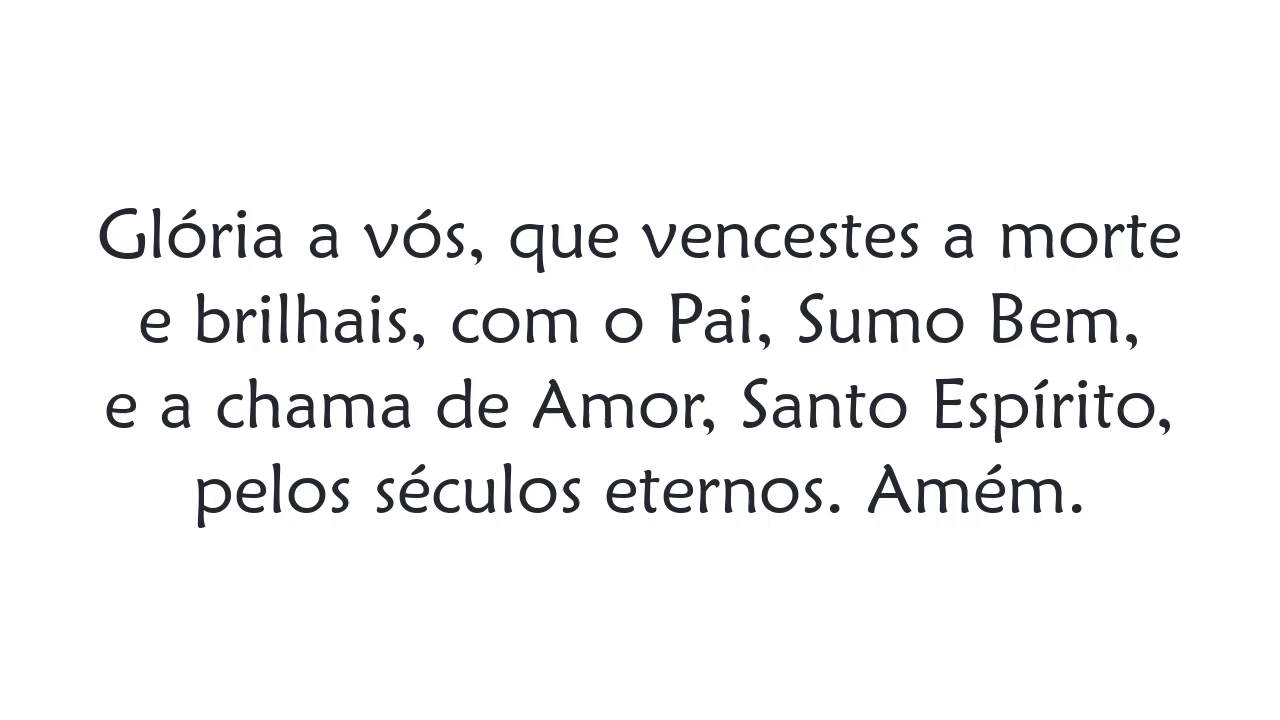 Glória a vós, que vencestes a morte
e brilhais, com o Pai, Sumo Bem,
e a chama de Amor, Santo Espírito,
pelos séculos eternos. Amém.